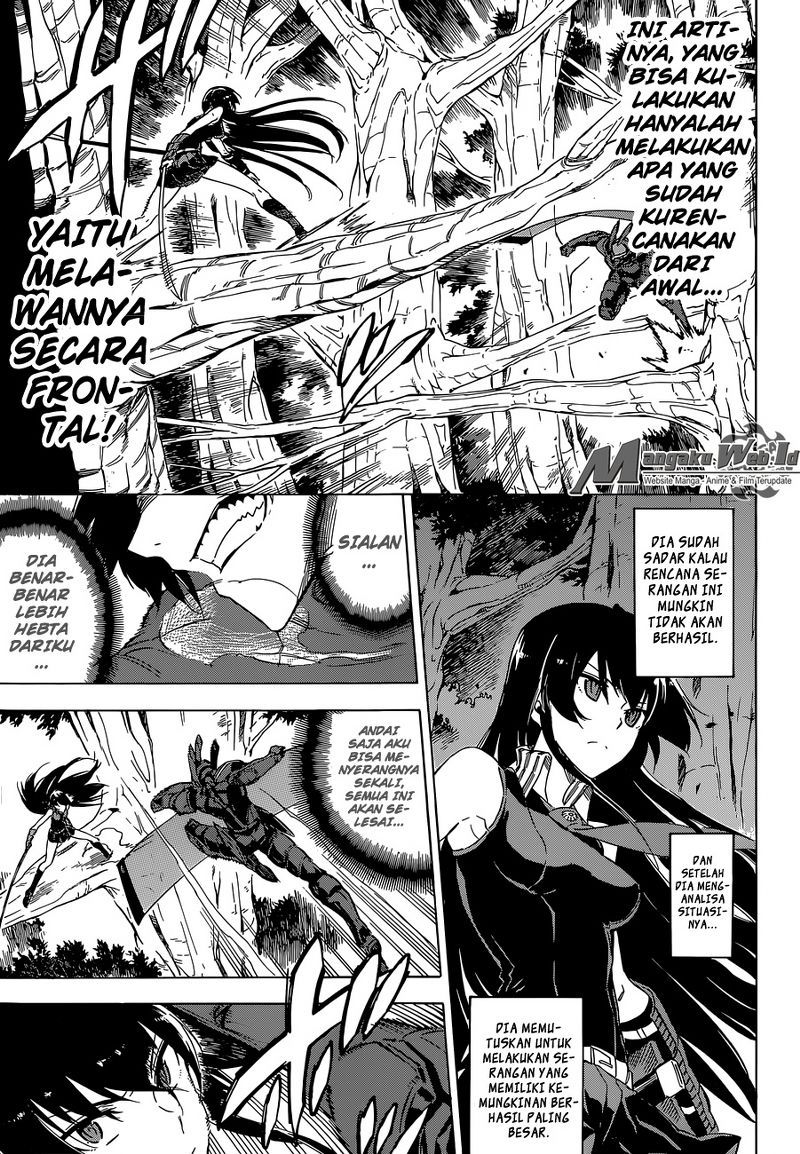 INI ARTI-
NYA, YANG
BISA KU-
LAKUKAN
HANYALAH
MELAKUKAN
APA YANG
SUDAH
KUREN-
CANAKAN
DARI
AWAL...
YAITU
MELA-
WANNYA
SECARA
FRON-
TAL!
Mangaku Web Id
Website Manga - Anime & Film Terupdate
DIA SUDAH
SADAR KALAU
RENCANA SE-
RANGAN INI
MUNGKIN
TIDAK AKAN
BERHASIL.
DAN
SETELAH
DIA MENG-
ANALISA
SITUASI-
NYA...
DIA MEMU-
TUSKAN UNTUK
MELAKUKAN SE-
RANGAN YANG
MEMILIKI KE-
MUNGKINAN BER-
HASIL PALING
BESAR.
SIALAN
...
DIA
BENAR-
BENAR
LEBIH
HEBTA
DARIKU
...
ANDAI
SAJA AKU
BISA ME-
NYERANGNYA
SEKALI,
SEMUA INI
AKAN SE-
LESAI...